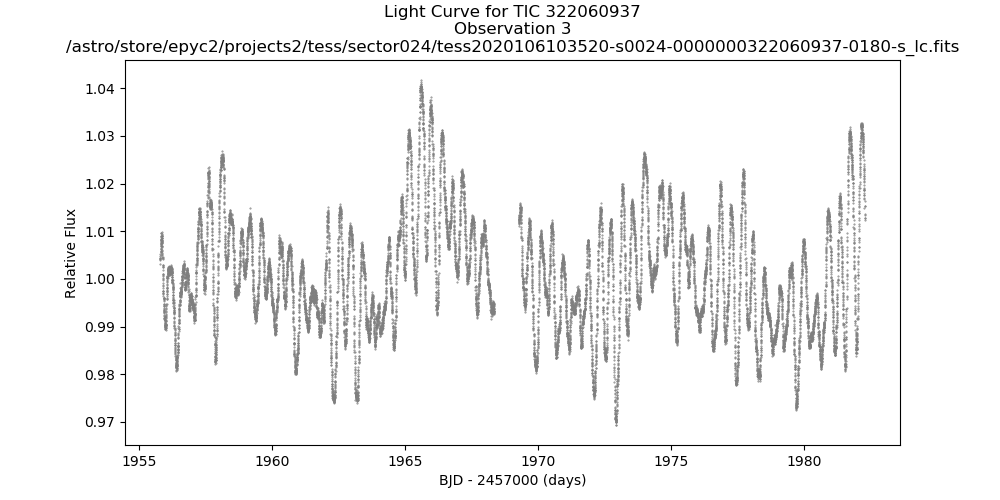 Light Curve for TIC 322060937
Observation 3
/astro/store/epyc2/projects2/tess/sector024/tess2020106103520-s0024-0000000322060937-0180-s_lc.fits
1.04
1.03
1.02
1.01
1.00
0.99
0.98
0.97
Relative Flux
1955
1960
1965
1970
1975
1980
BJD - 2457000 (days)